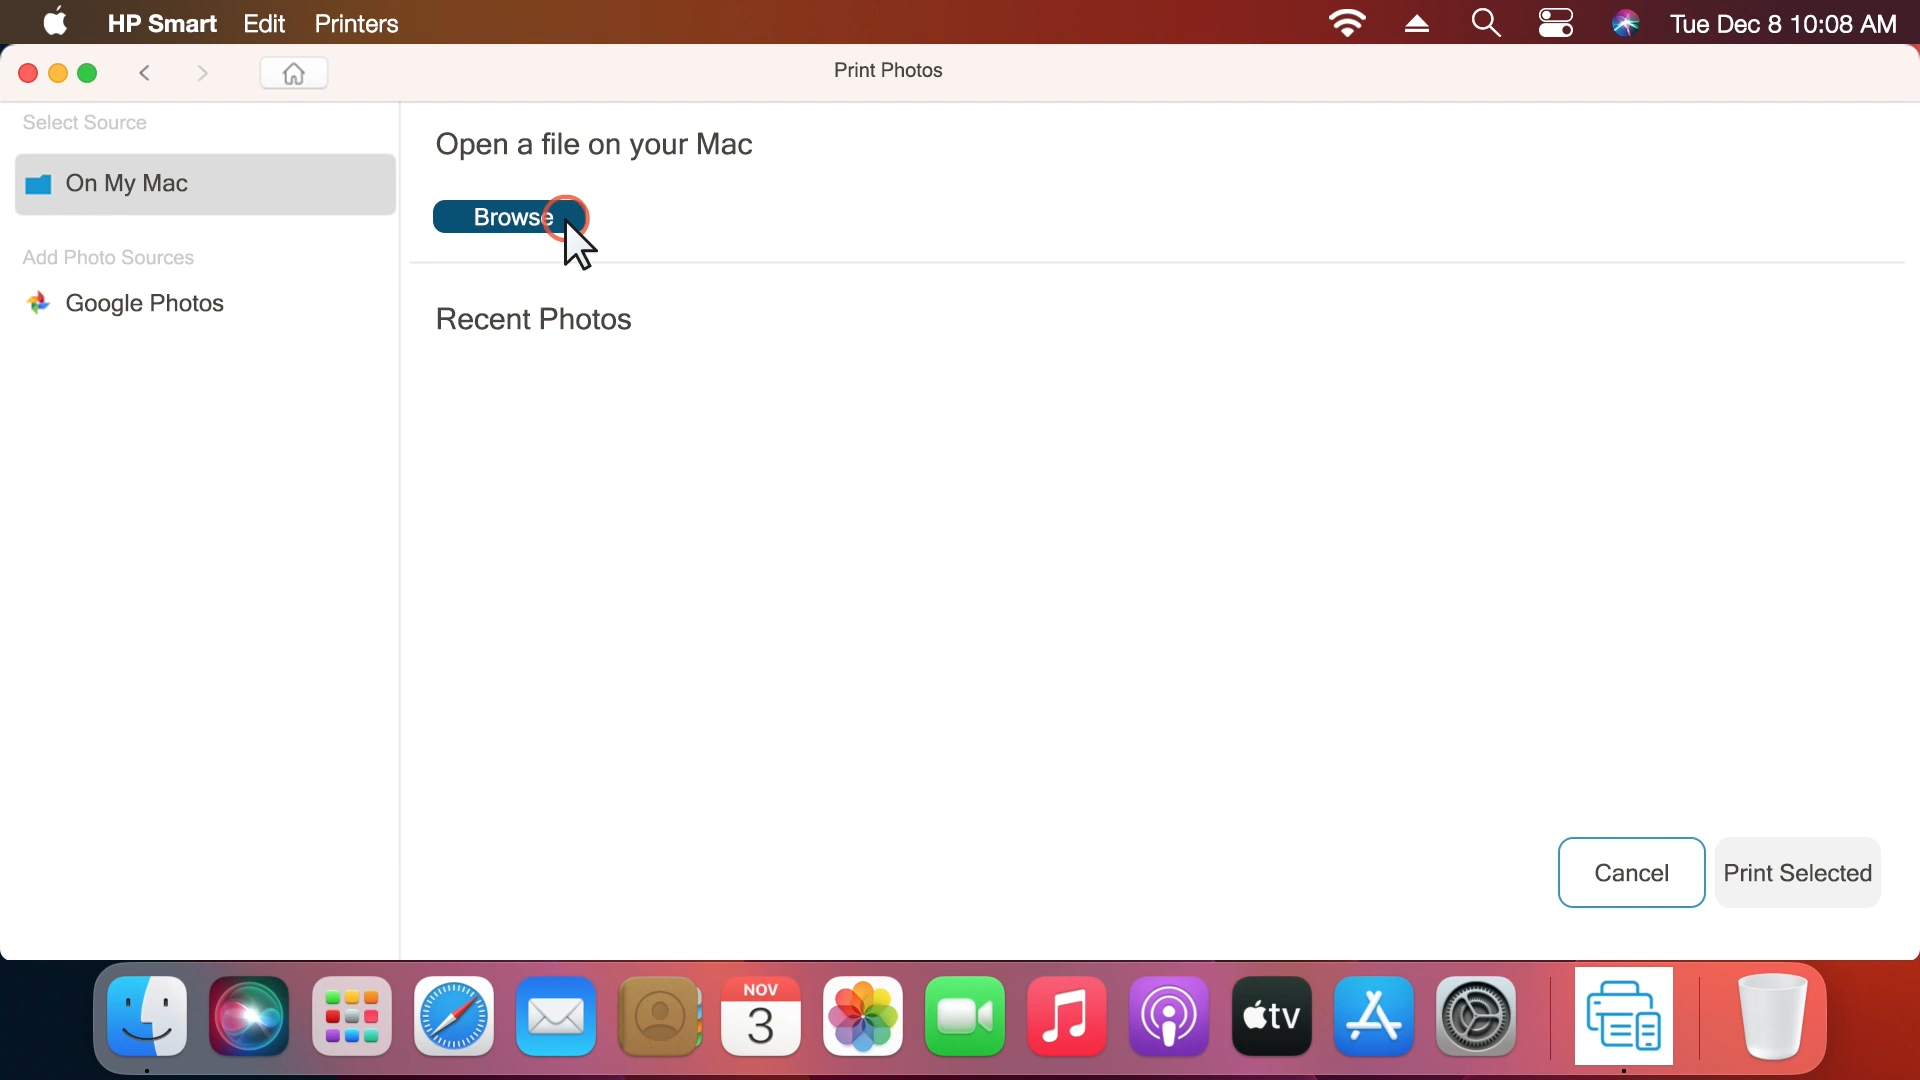 HP Smart Edit Printers Tue Dec 8 10:08 AM
Print Photos
Select Source
On My Mac
Add Photo Sources
Google Photos
Open a file on your Mac
Browse
Recent Photos
Cancel Print Selected
NOV
3
tv